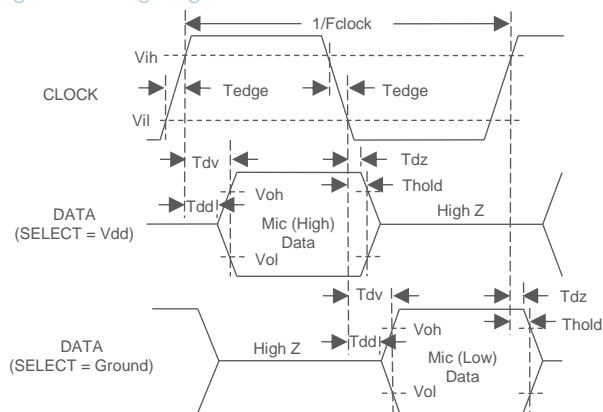 1/Fclock
Vih
CLOCK
Tedge
Tedge
Vil
Tdv
Tdz
Voh
Thold
Tdd
DATA
(SELECT = Vdd)
Mic (High)
Data
High Z
Vol
Tdv
Tdz
Voh
Thold
Tdd
DATA
(SELECT = Ground)
High Z
Mic (Low)
Data
Vol